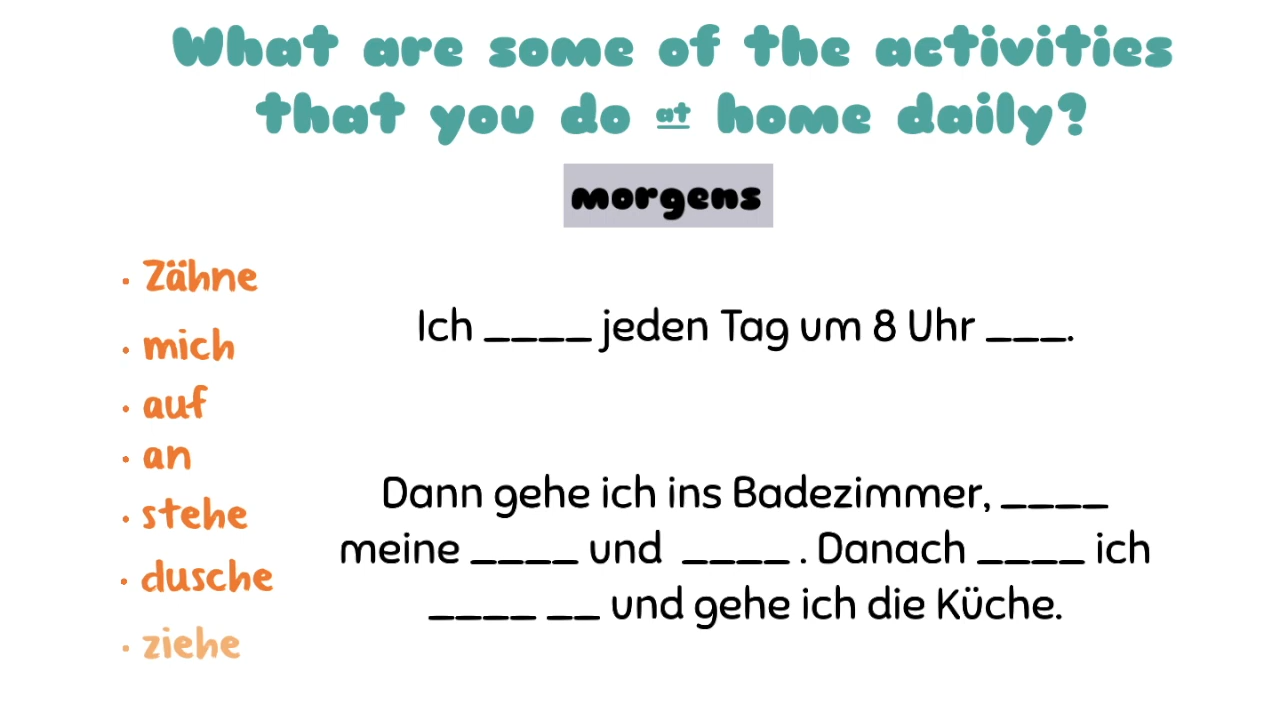 What are some of the activities
that you do at home daily?
morgens
• Zähne
• mich
• auf
• an
• stehe
• dusche
• ziehe
Ich ____ jeden Tag um 8 Uhr ___.
Dann gehe ich ins Badezimmer, ____
meine ____ und ____ . Danach ____ ich
____ __ und gehe ich die Küche.